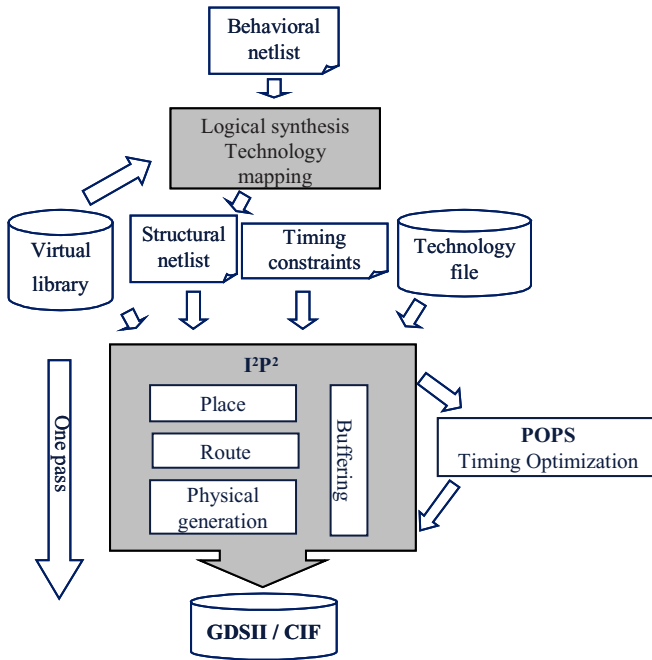 Behavioral
netlist
Logical synthesis
Technology
mapping
Virtual
library
Structural
netlist
Timing
constraints
Technology
file
One pass
I²P²
Place
Route
Physical
generation
Buffering
POPS
Timing Optimization
GDSII / CIF